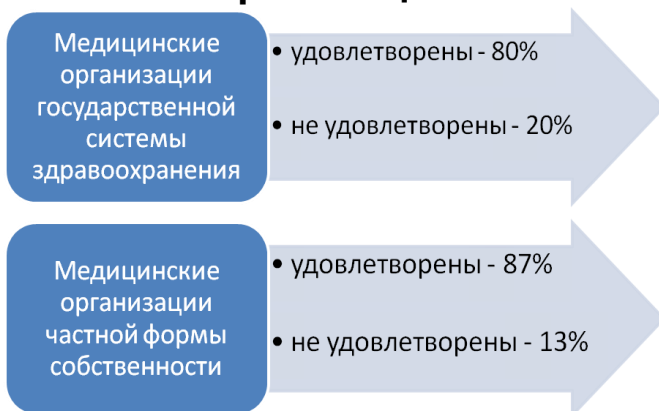 Медицинские
организации
государственной
системы
здравоохранения
• удовлетворены - 80%
• не удовлетворены - 20%
Медицинские
организации
частной формы
собственности
• удовлетворены - 87%
• не удовлетворены - 13%